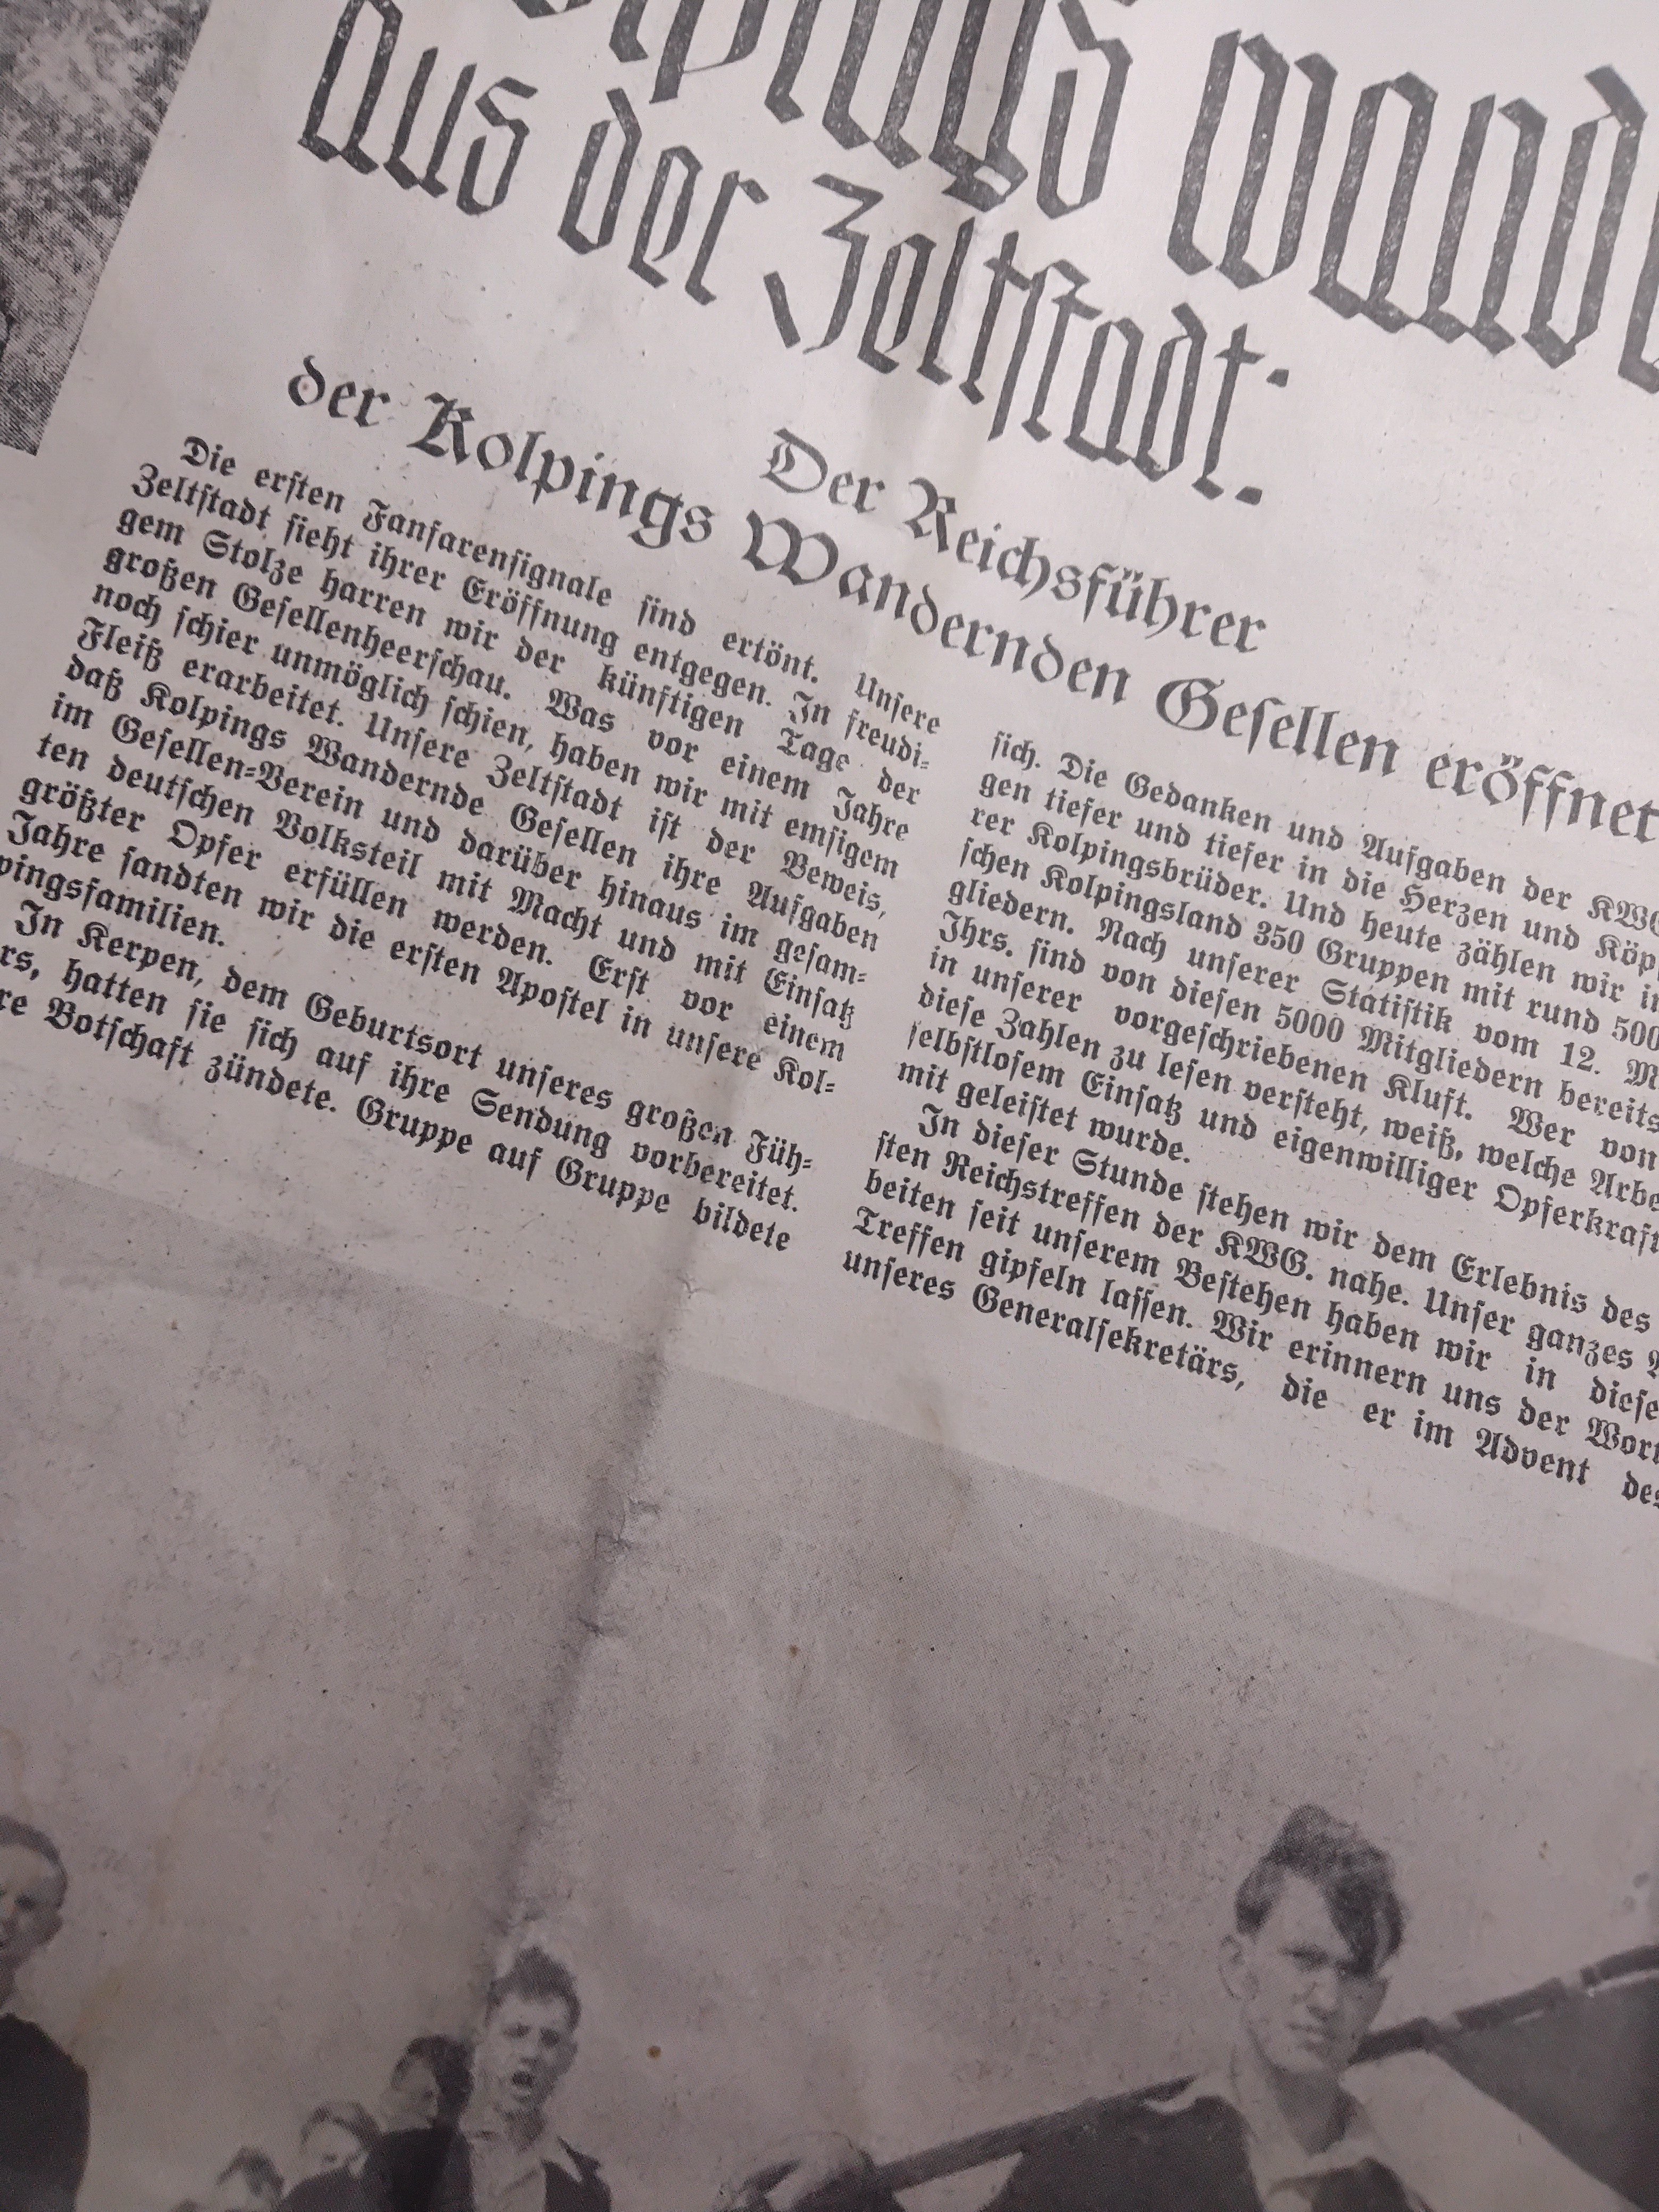 aus der Zeltstadt:
Der Reichsführer
der Kolpings Wandernden Gesellen eröffnet
Die ersten Fanfarensignale sind ertönt. Unsere
Zeltstadt sieht ihrer Eröffnung entgegen. In freudi-
gem Stolze harren wir der künftigen Tage der
großen Gesellenheerschau. Was vor einem Jahre
noch schier unmöglich schien, haben wir mit emsigem
Fleiß erarbeitet. Unsere Zeltstadt ist der Beweis,
daß Kolpings Wandernde Gesellen ihre Aufgaben
im Gesellen-Verein und darüber hinaus im gesam-
ten deutschen Volksteil mit Macht und mit Einsatz
größter Opfer erfüllen werden. Erst vor einem
Jahre sandten wir die ersten Apostel in unsere Kol-
pingsfamilien.
In Kerpen, dem Geburtsort unseres großen Füh-
rers, hatten sie sich auf ihre Sendung vorbereitet.
Botschaft zündete. Gruppe auf Gruppe bildete
sich. Die Gedanken und Aufgaben der KWG
gen tiefer und tiefer in die Herzen und Köp
rer Kolpingsbrüder. Und heute zählen wir i
schen Kolpingsland 350 Gruppen mit rund 500
gliedern. Nach unserer Statistik vom 12. M
Ihrs. sind von diesen 5000 Mitgliedern bereits
in unserer vorgeschriebenen Kluft. Wer von
diese Zahlen zu lesen versteht, weiß, welche Arbe
selbstlosem Einsatz und eigenwilliger Opferkraft
mit geleistet wurde.
In dieser Stunde stehen wir dem Erlebnis des
sten Reichstreffen der KWG. nahe. Unser ganzes
beiten seit unserem Bestehen haben wir in diese
Treffen gipfeln lassen. Wir erinnern uns der Wort
unseres Generalsekretärs, die er im Advent des